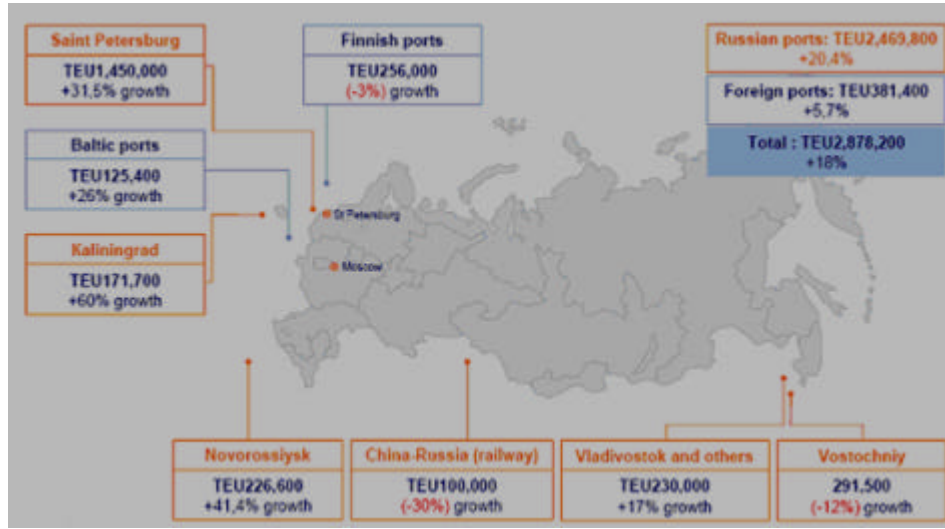 Saint Petersburg
TEU1,450,000
+31,5% growth
Finnish ports
TEU256,000
(-3%) growth
Russian ports: TEU2,469,800
+20,4%
Foreign ports: TEU381,400
+5,7%
Total : TEU2,878,200
+18%
Baltic ports
TEU125,400
+26% growth
St Petersburg
Kaliningrad
TEU171,700
+60% growth
Moscow
Novorossiysk
TEU226,600
+41,4% growth
China-Russia (railway)
TEU100,000
(-30%) growth
Vladivostok and others
TEU230,000
+17% growth
Vostochniy
291,500
(-12%) growth